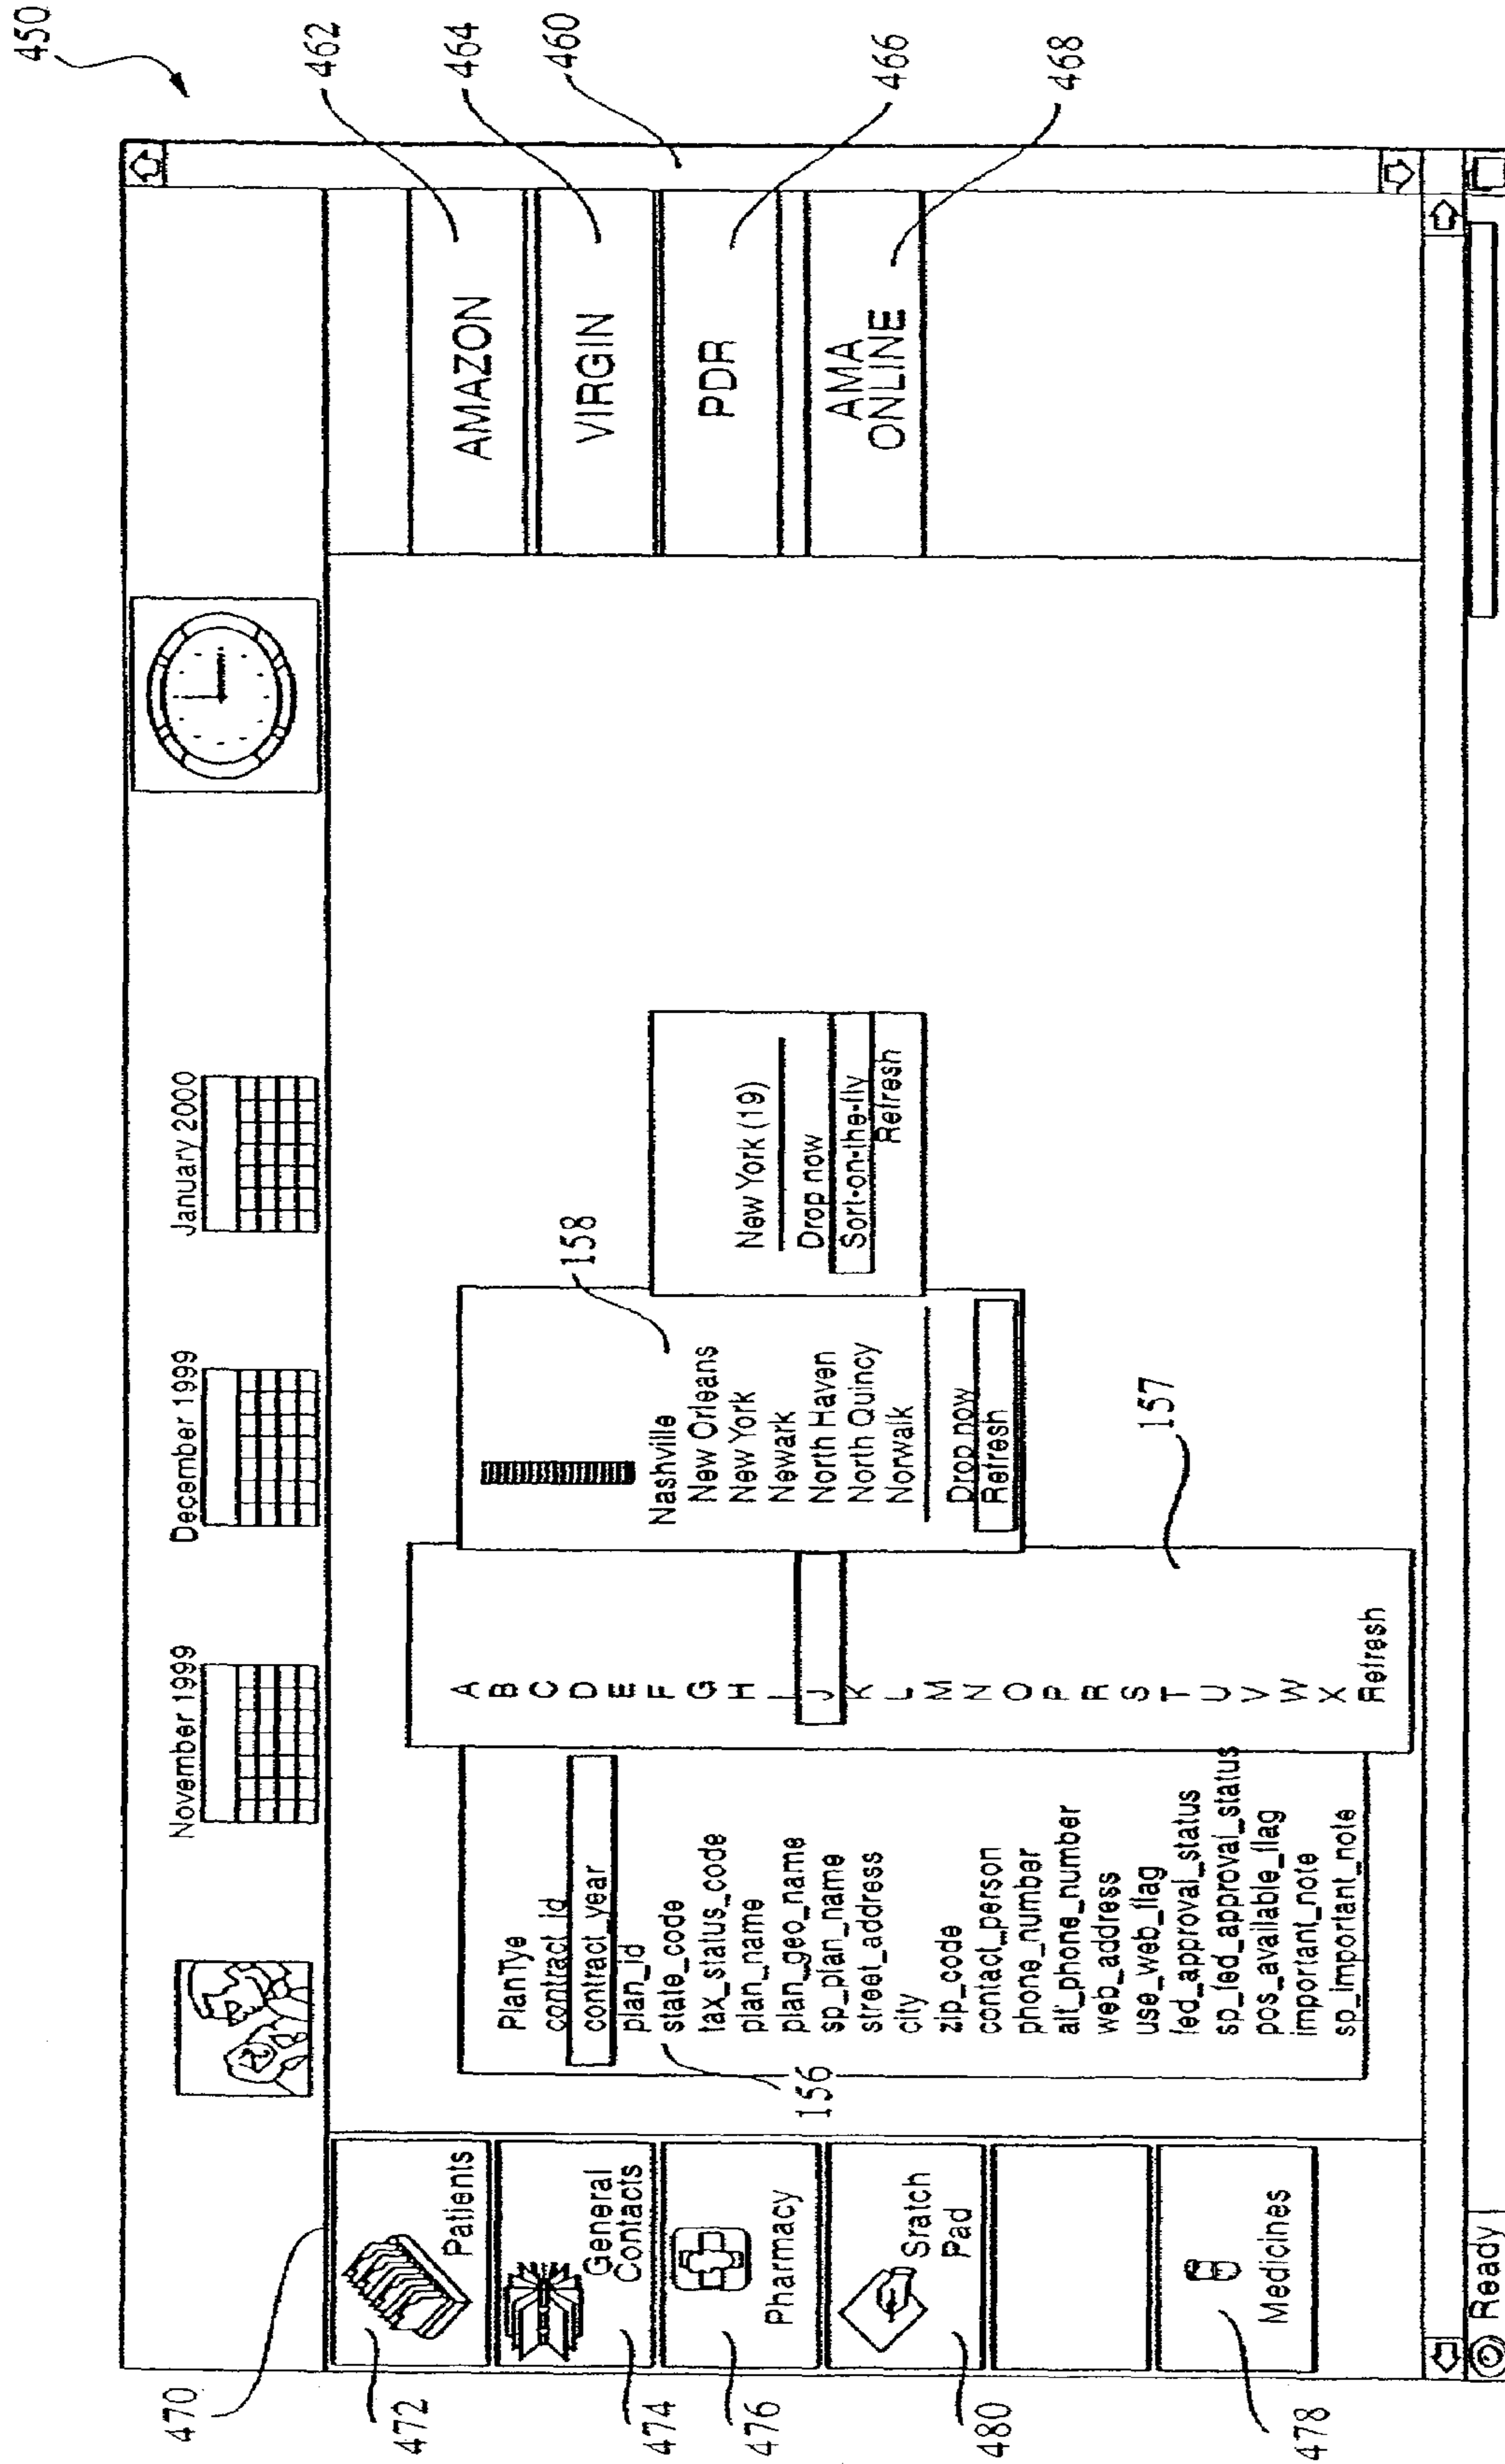 450
470
November 1999
December 1999
January 2000
472
Patients
474
General
Contacts
476
Pharmacy
480
Sratch
Pad
478
Medicines
PlanTye
contract_id
contract_year
plan_id
state_code
tax_status_code
plan_name
plan_geo_name
sp_plan_name
street_address
city
zip_code
contact_person
phone_number
alt_phone_number
web_address
use_web_flag
fed_approval_status
sp_fed_approval_status
pos_available_flag
important_note
sp_important_note
156
A
B
C
D
E
F
G
H
I
J
K
L
M
N
O
P
R
S
T
U
V
W
X
Refresh
157
158
Nashville
New Orleans
New York
Newark
North Haven
North Quincy
Norwalk
Drop now
Refresh
New York (19)
Drop now
Sort-on-the-fly
Refresh
AMAZON
462
VIRGIN
464
460
PDR
466
AMA
ONLINE
468
Ready